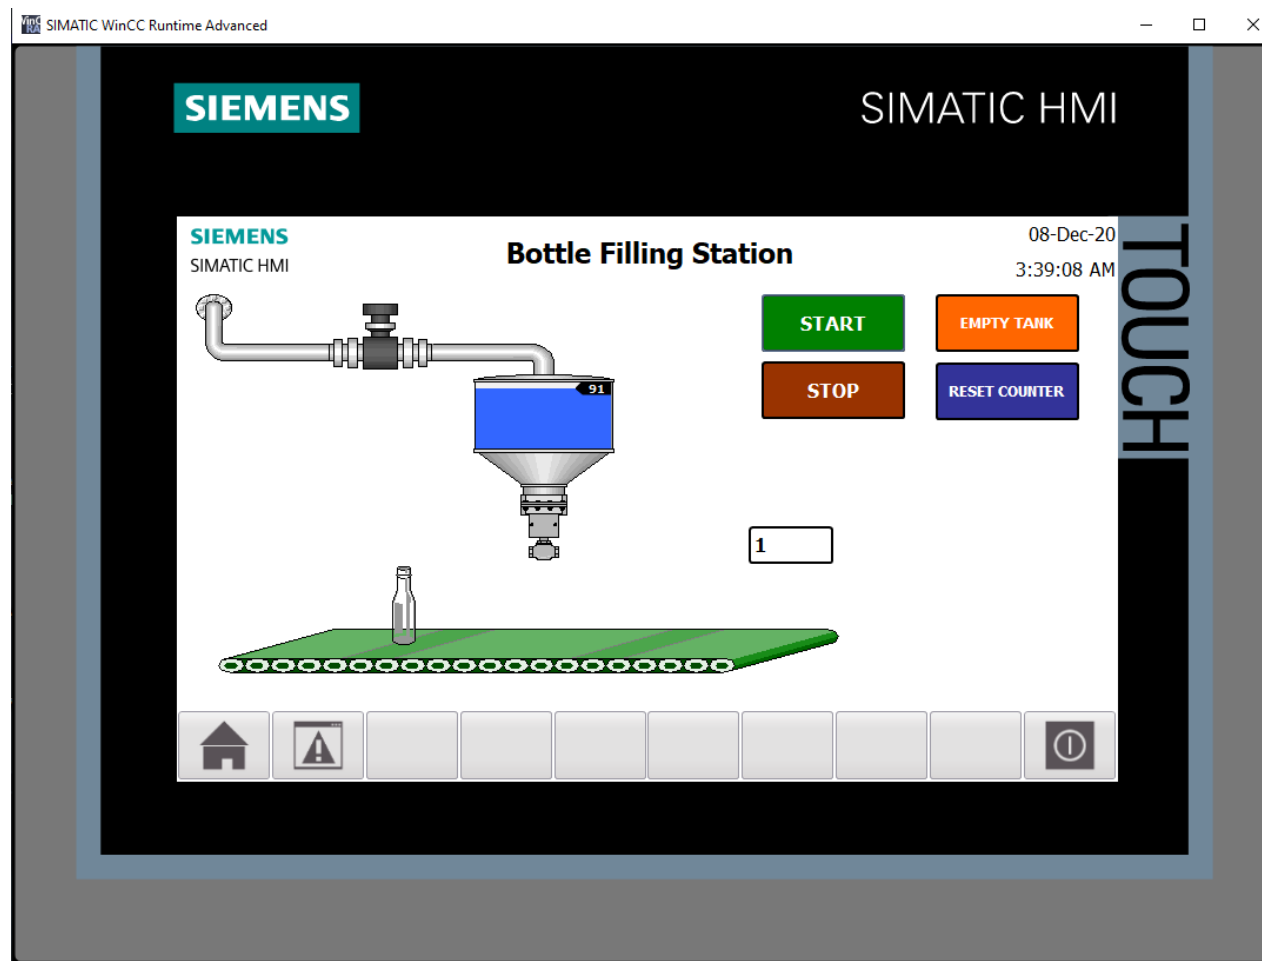 SIMATIC WinCC Runtime Advanced
SIEMENS
SIMATIC HMI
TOUCH
SIEMENS
SIMATIC HMI
Bottle Filling Station
08-Dec-20
3:39:08 AM
START
EMPTY TANK
STOP
RESET COUNTER
91
1